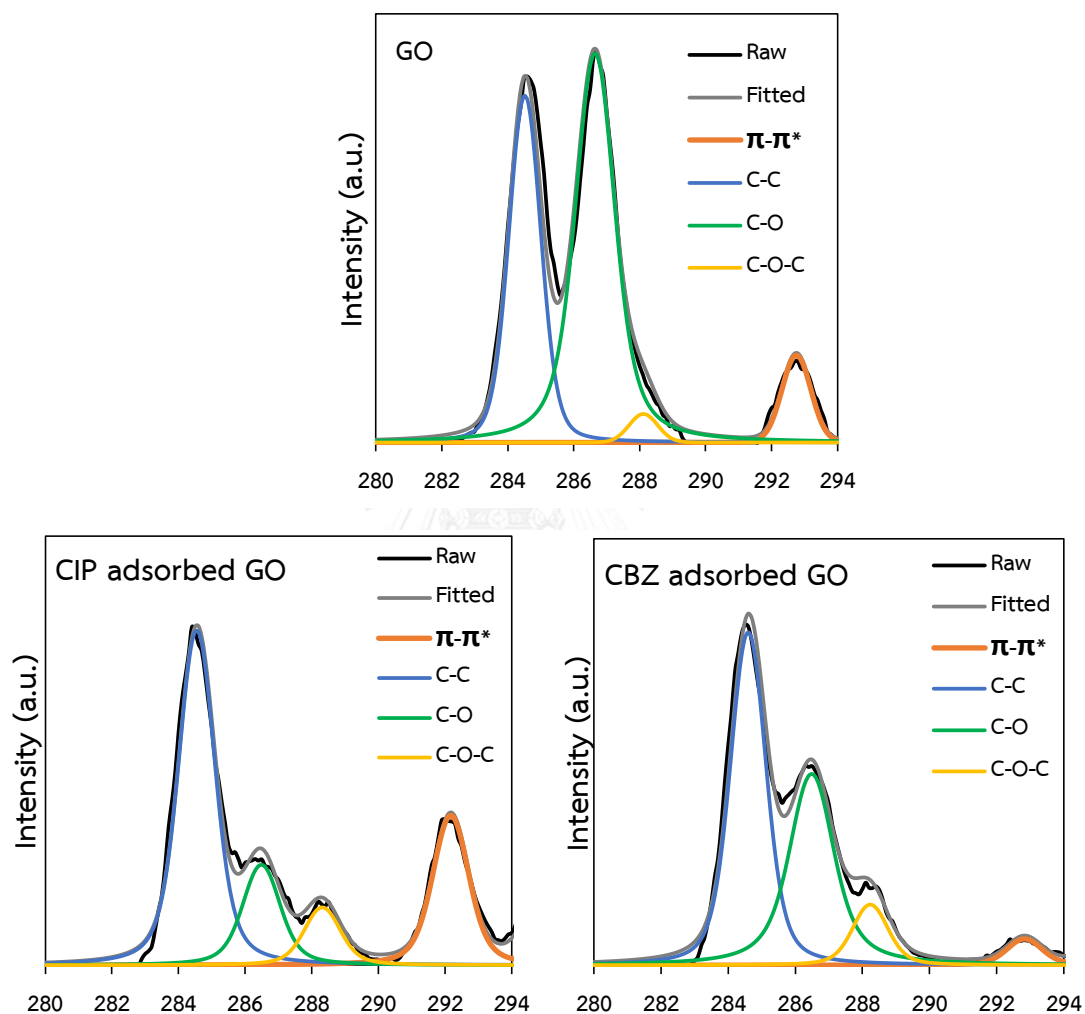 GO
Raw
Fitted
π-π*
C-C
C-O
C-O-C
Intensity (a.u.)
280 282 284 286 288 290 292 294
CIP adsorbed GO
Raw
Fitted
π-π*
C-C
C-O
C-O-C
Intensity (a.u.)
280 282 284 286 288 290 292 294
CBZ adsorbed GO
Raw
Fitted
π-π*
C-C
C-O
C-O-C
Intensity (a.u.)
280 282 284 286 288 290 292 294